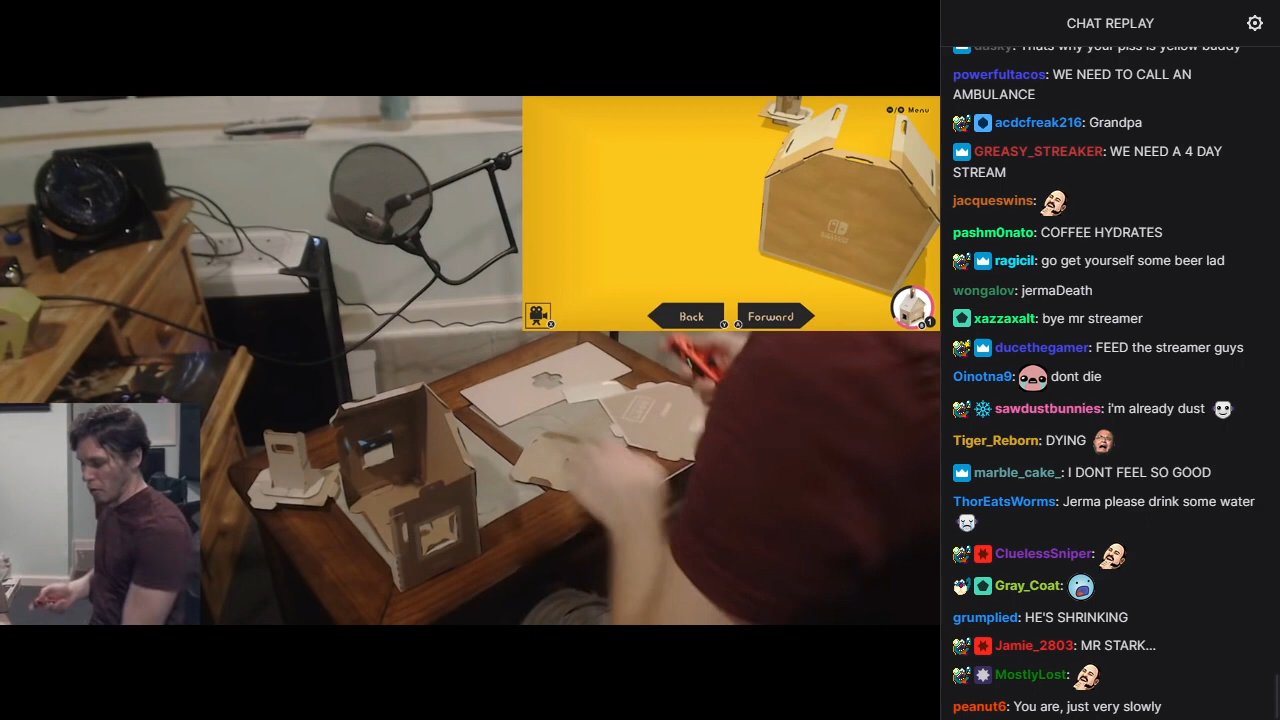 CHAT REPLAY
dasky: Thats why your piss is yellow buddy
powerfultacos: WE NEED TO CALL AN
AMBULANCE
acdcfreak216: Grandpa
GREASY_STREAKER: WE NEED A 4 DAY
STREAM
jacqueswins:
pashm0nato: COFFEE HYDRATES
ragicil: go get yourself some beer lad
wongalov: jermaDeath
xazzaxalt: bye mr streamer
ducethegamer: FEED the streamer guys
Oinotna9: dont die
sawdustbunnies: i'm already dust
Tiger_Reborn: DYING
marble_cake_: I DONT FEEL SO GOOD
ThorEatsWorms: Jerma please drink some water
CluelessSniper:
Gray_Coat:
grumplied: HE'S SHRINKING
Jamie_2803: MR STARK...
MostlyLost:
peanut6: You are, just very slowly
Menu
Back
Forward
X
Y
A
1